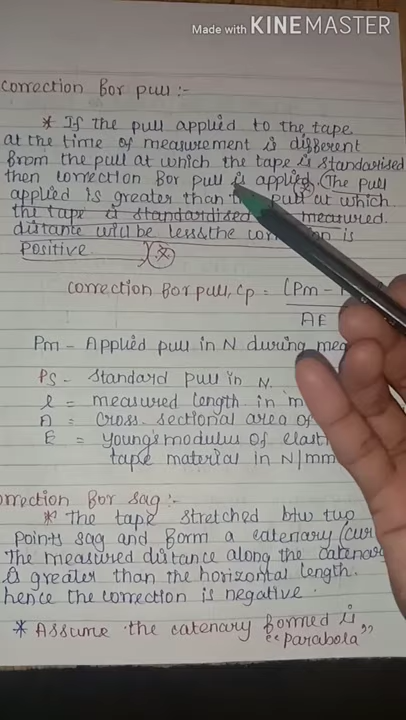 Made with KINEMASTER
correction For pull :-
* If the pull applied to the tape
at the time of measurement is different
from the pull at which the tape is standarised
then correction For pull is applied. (The pull
applied is greater than the pull at which
the tape is standardised measured
distance will be less & the correction is
Positive
correction For pull, Cp = (Pm -
AE
Pm - Applied pull in N during
Ps - Standard pull in N.
l = measured length in m
A = Cross-sectional area of
E = Young's modulus of
tape material in N/mm
correction For sag :-
* The tape stretched btw two
points sag and Form a catenary
The measured distance along the
is greater than the horizontal length.
hence the correction is negative.
* Assume the catenary formed is
"Parabola"